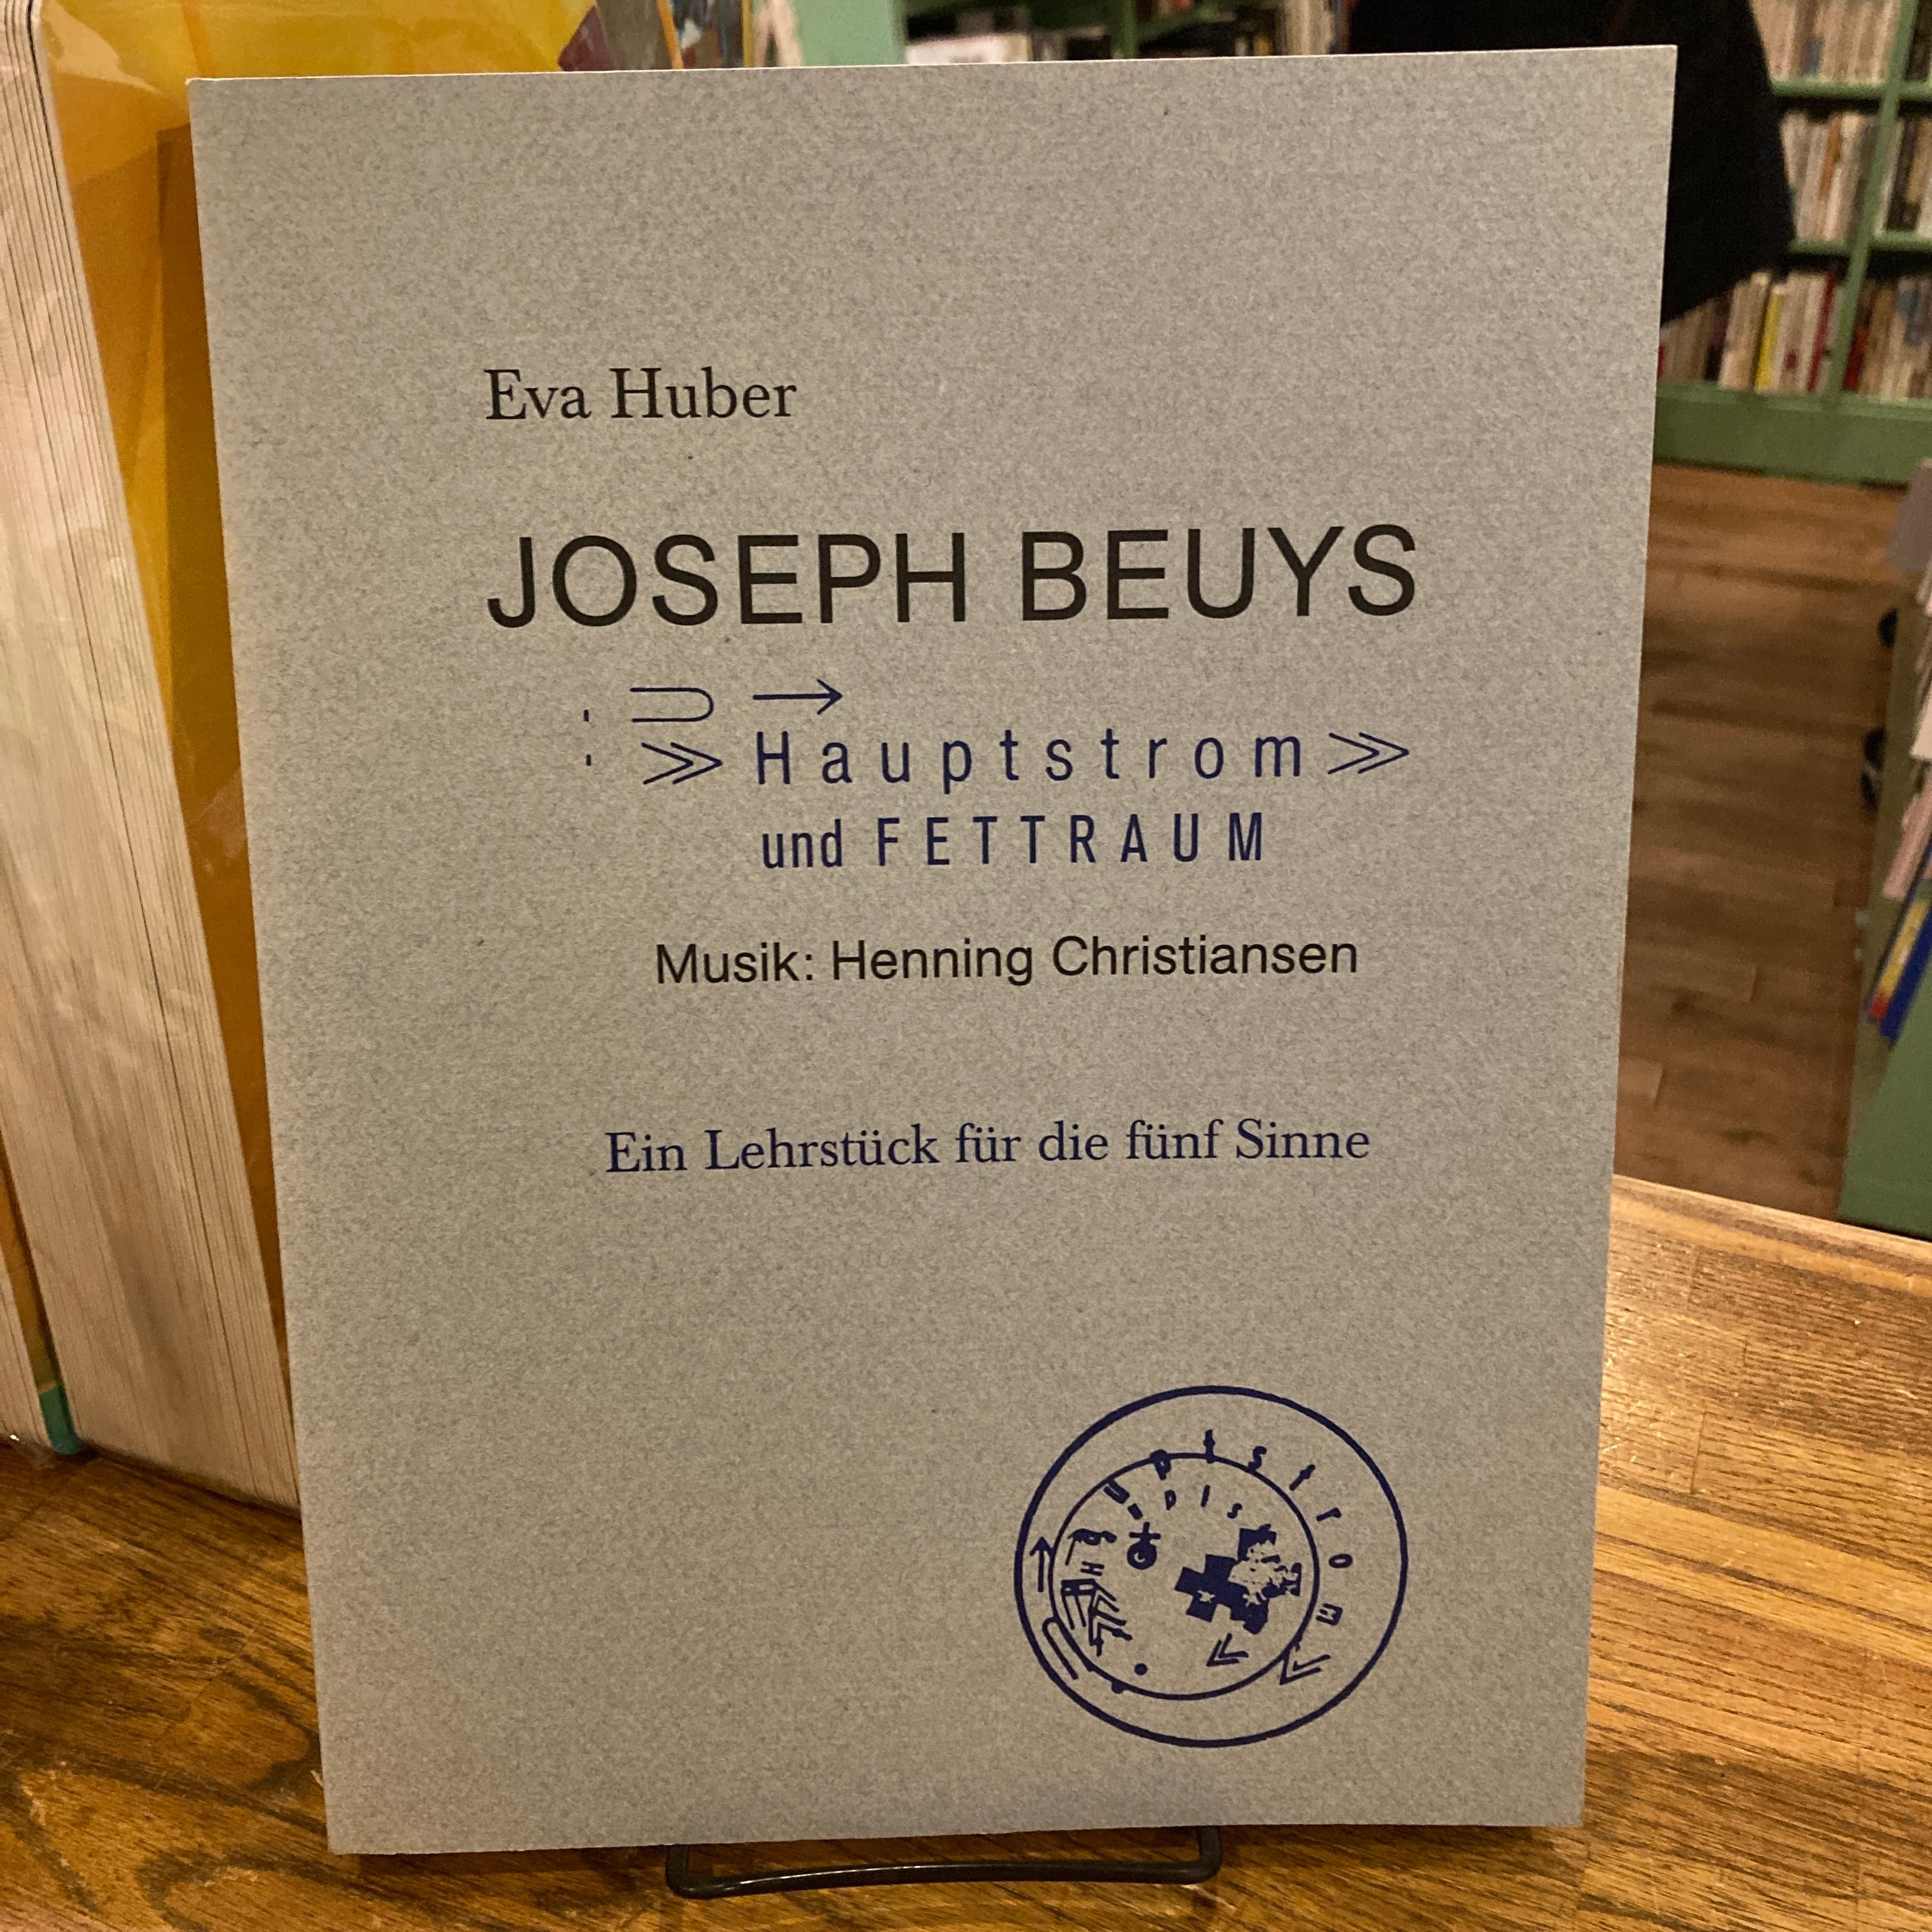 Eva Huber
JOSEPH BEUYS
: ⊃ →
≫ Hauptstrom ≫
und FETTRAUM
Musik: Henning Christiansen
Ein Lehrstück für die fünf Sinne